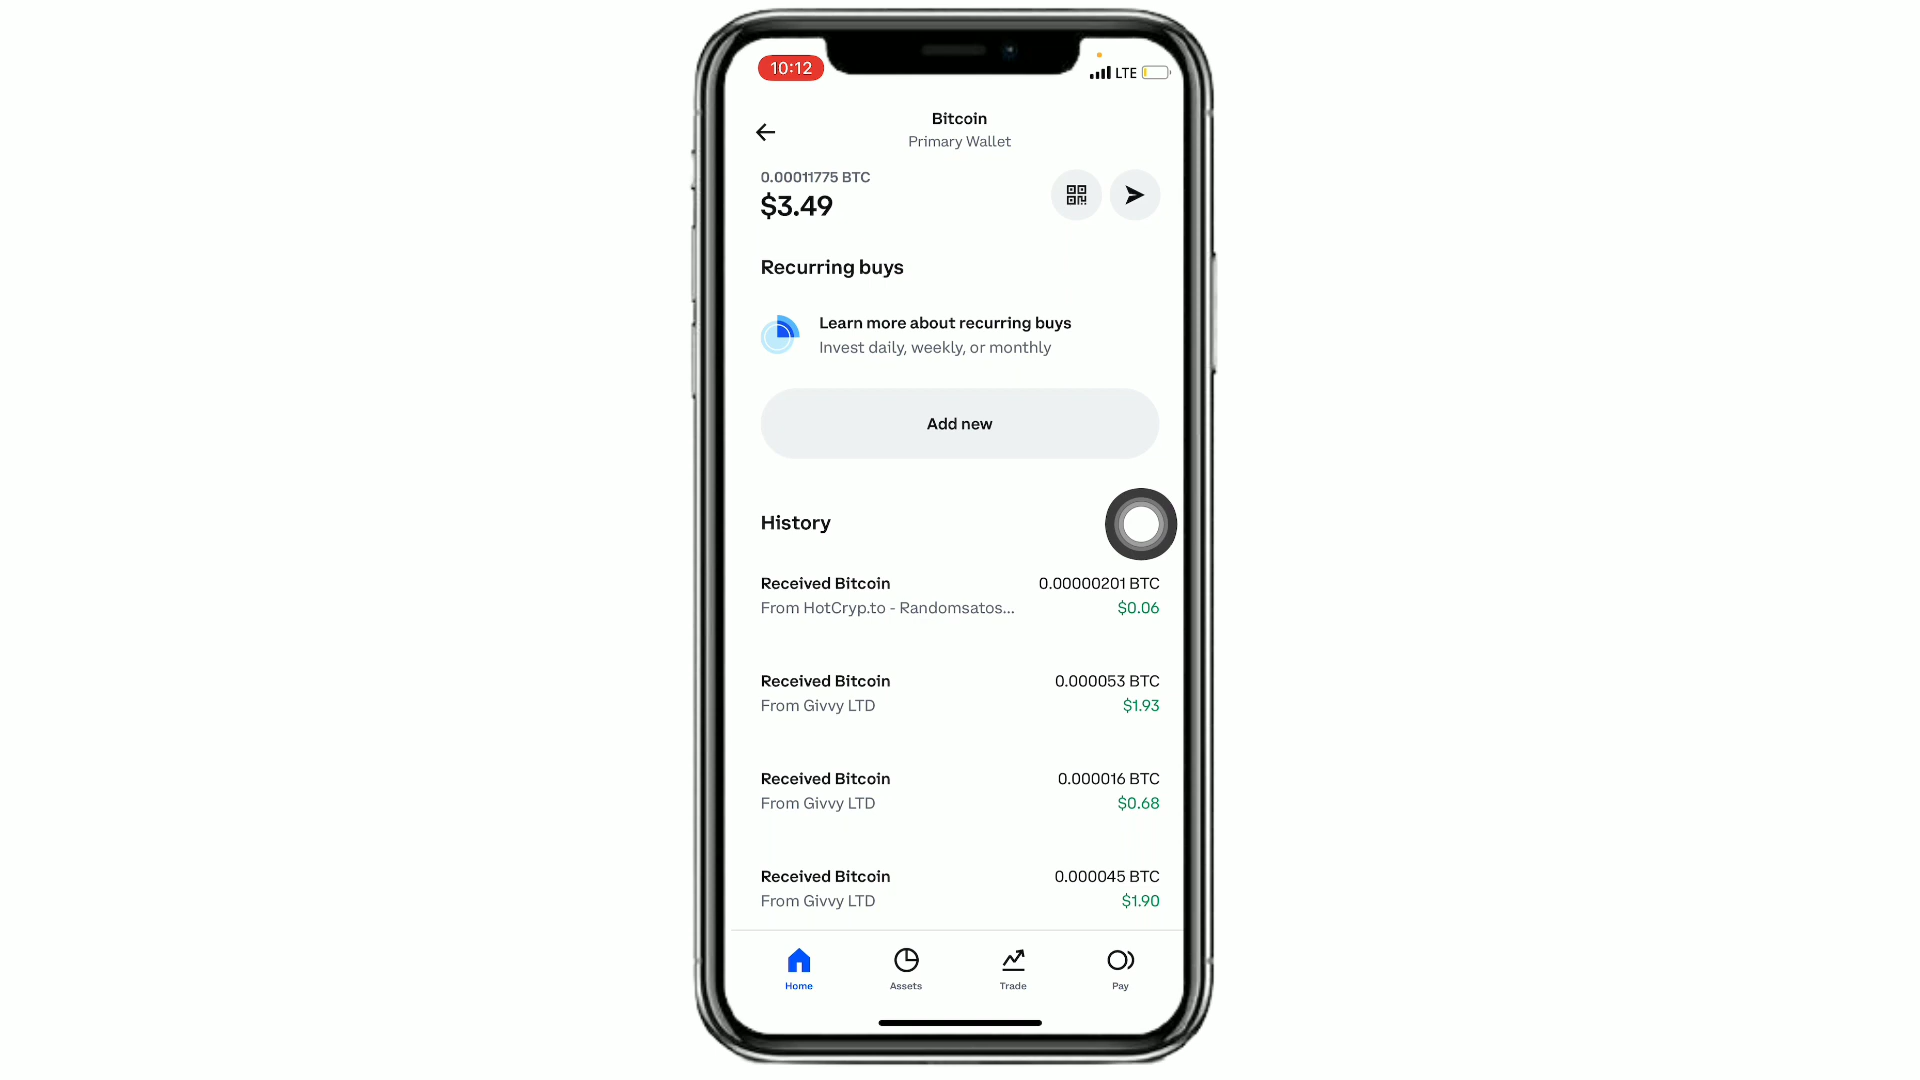 10:12
LTE
Bitcoin
Primary Wallet
0.00011775 BTC
$3.49
Recurring buys
Learn more about recurring buys
Invest daily, weekly, or monthly
Add new
History
Received Bitcoin 0.00000201 BTC
From HotCryp.to - Randomsatos... $0.06
Received Bitcoin 0.000053 BTC
From Givvy LTD $1.93
Received Bitcoin 0.000016 BTC
From Givvy LTD $0.68
Received Bitcoin 0.000045 BTC
From Givvy LTD $1.90
Home Assets Trade Pay